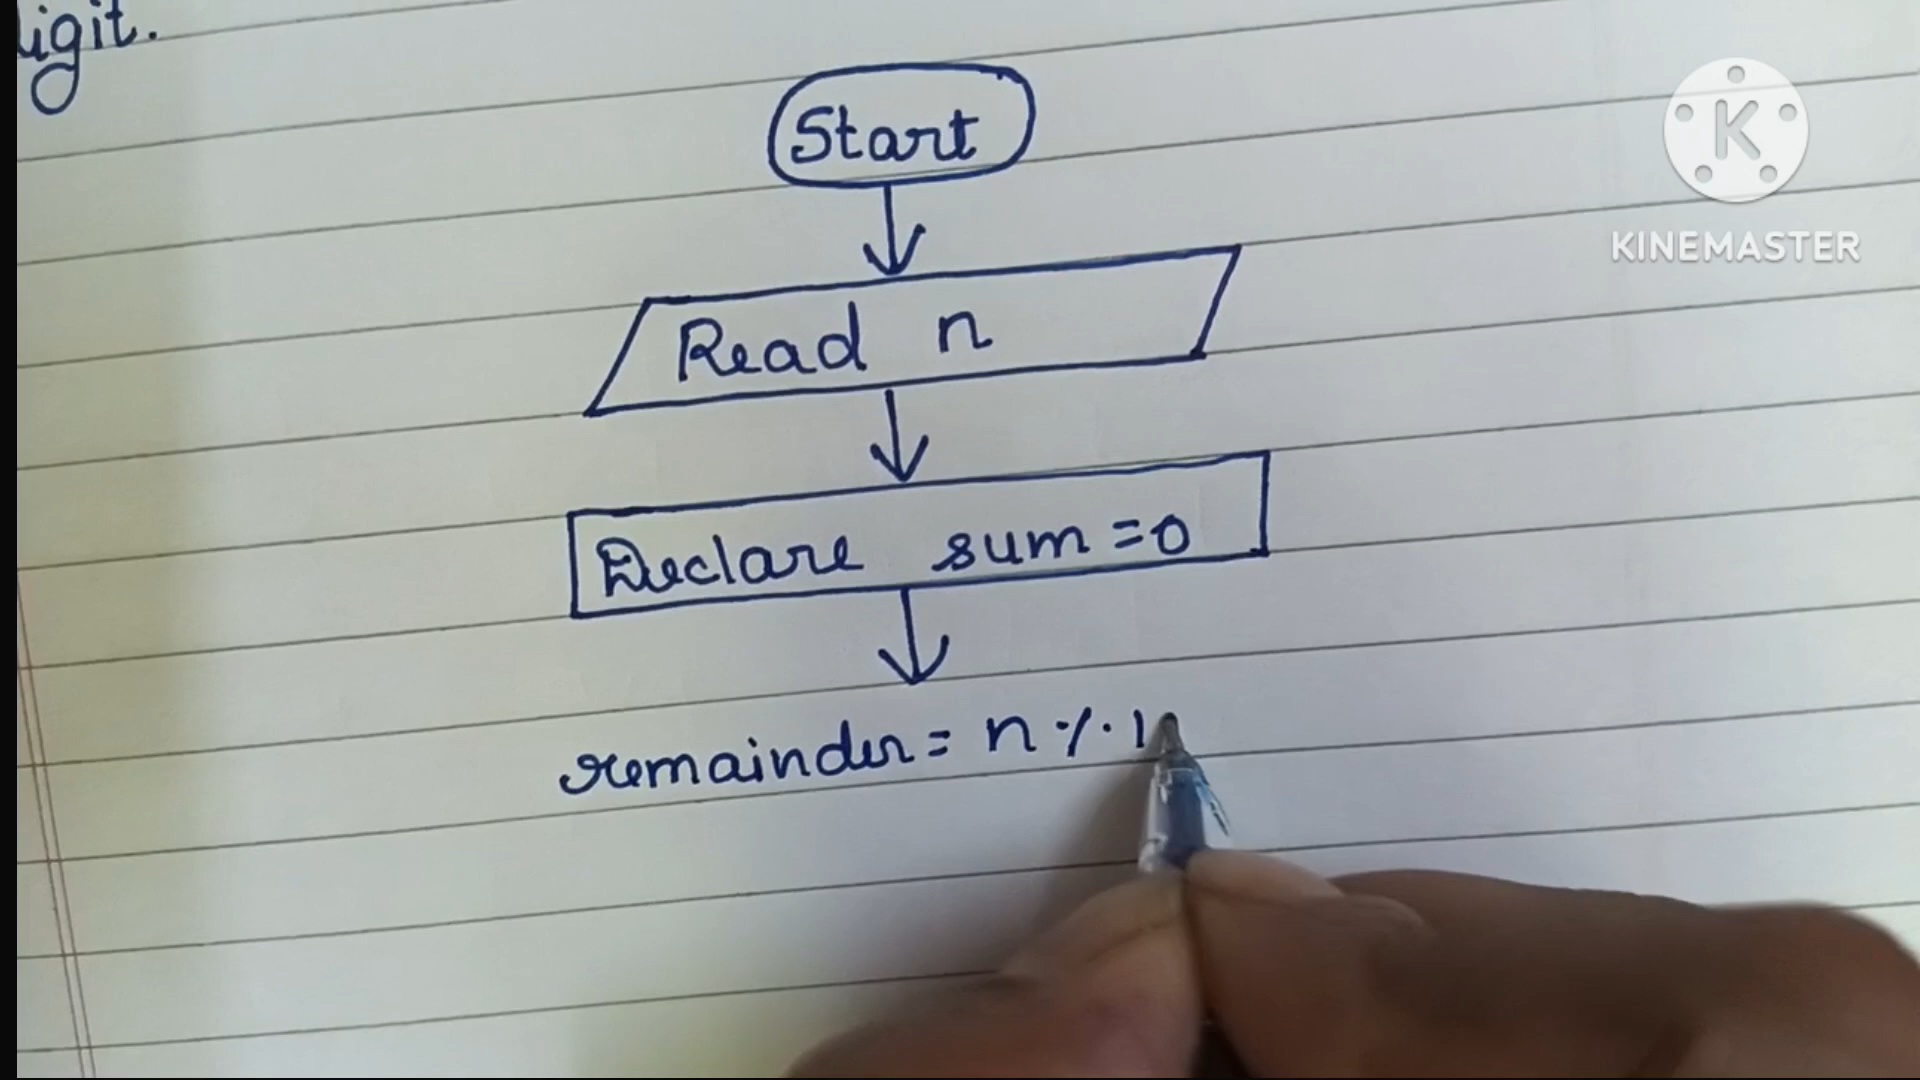 igit.
Start
K
KINEMASTER
Read n
Declare sum = 0
remainder = n % 1